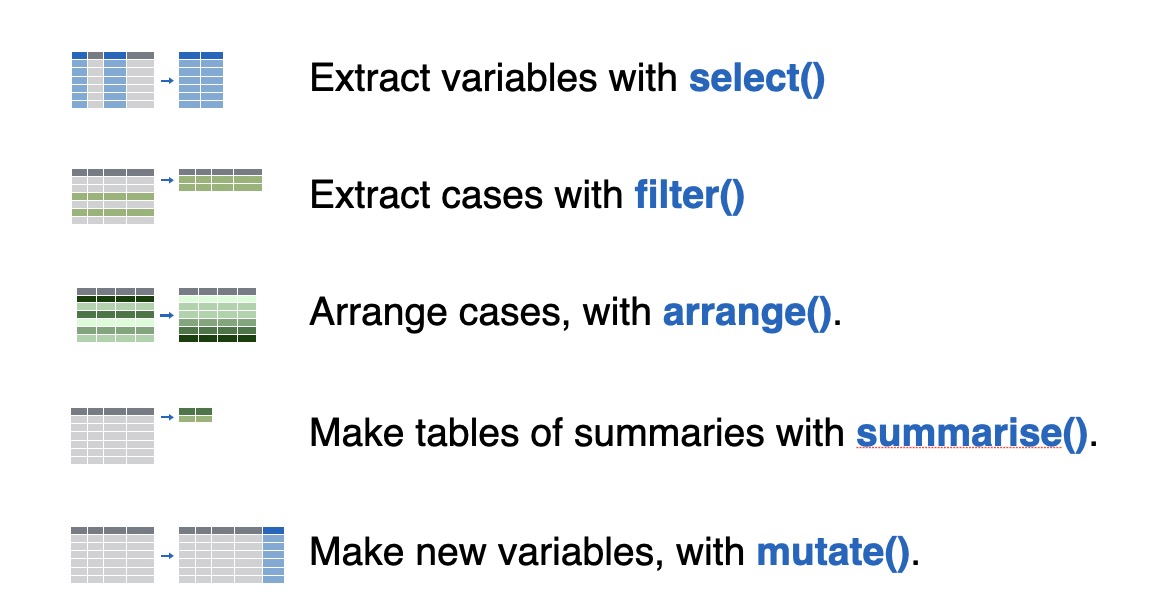 Extract variables with select()
Extract cases with filter()
Arrange cases, with arrange().
Make tables of summaries with summarise().
Make new variables, with mutate().